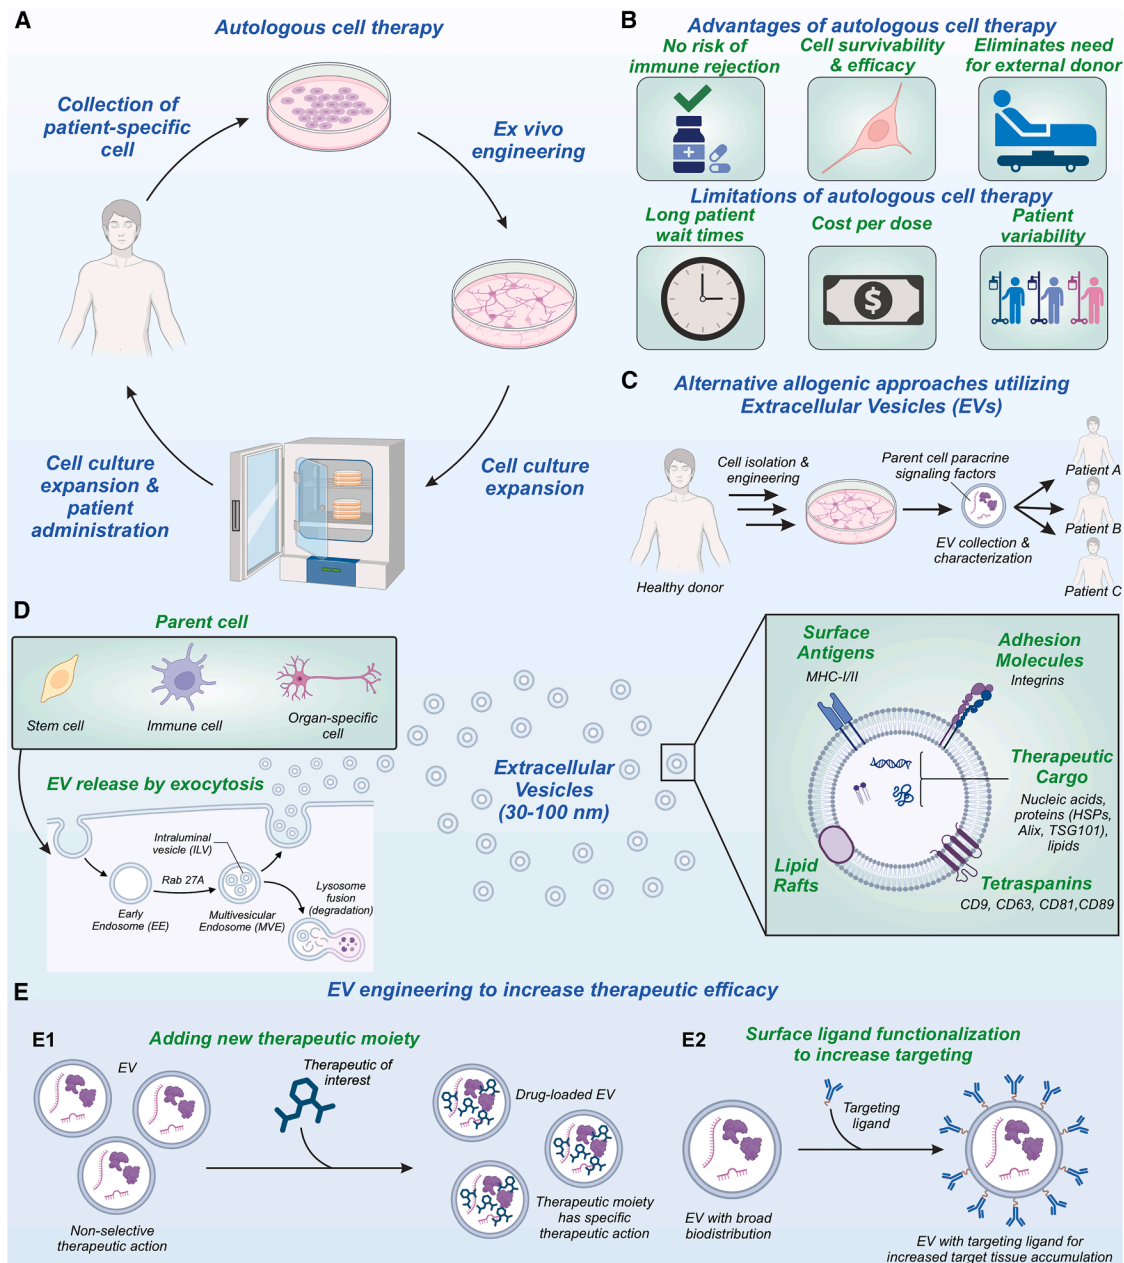 A
Autologous cell therapy
Collection of
patient-specific
cell
Ex vivo
engineering
Cell culture
expansion &
patient
administration
Cell culture
expansion
B
Advantages of autologous cell therapy
No risk of
immune rejection
Cell survivability
& efficacy
Eliminates need
for external donor
Limitations of autologous cell therapy
Long patient
wait times
Cost per dose
Patient
variability
$
C
Alternative allogenic approaches utilizing
Extracellular Vesicles (EVs)
Healthy donor
Cell isolation &
engineering
Parent cell paracrine
signaling factors
EV collection &
characterization
Patient A
Patient B
Patient C
D
Parent cell
Stem cell
Immune cell
Organ-specific
cell
EV release by exocytosis
Intraluminal
vesicle (ILV)
Rab 27A
Early
Endosome (EE)
Multivesicular
Endosome (MVE)
Lysosome
fusion
(degradation)
Extracellular
Vesicles
(30-100 nm)
Surface
Antigens
MHC-I/II
Adhesion
Molecules
Integrins
Therapeutic
Cargo
Nucleic acids,
proteins (HSPs,
Alix, TSG101),
lipids
Lipid
Rafts
Tetraspanins
CD9, CD63, CD81,CD89
E
EV engineering to increase therapeutic efficacy
E1
Adding new therapeutic moiety
EV
Therapeutic of
interest
Drug-loaded EV
Non-selective
therapeutic action
Therapeutic moiety
has specific
therapeutic action
E2
Surface ligand functionalization
to increase targeting
Targeting
ligand
EV with broad
biodistribution
EV with targeting ligand for
increased target tissue accumulation